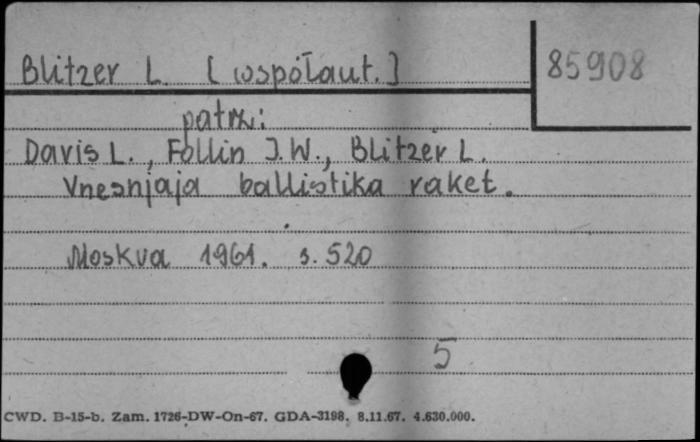 Blitzer L. [współaut.]
85908
patrz:
Davis L., Follin J.W., Blitzer L.
Vnesnjaja ballistika raket.
Moskva 1961. s. 520
5
CWD. B-15-b. Zam. 1726-DW-On-67. GDA-3198. 8.11.67. 4.630.000.